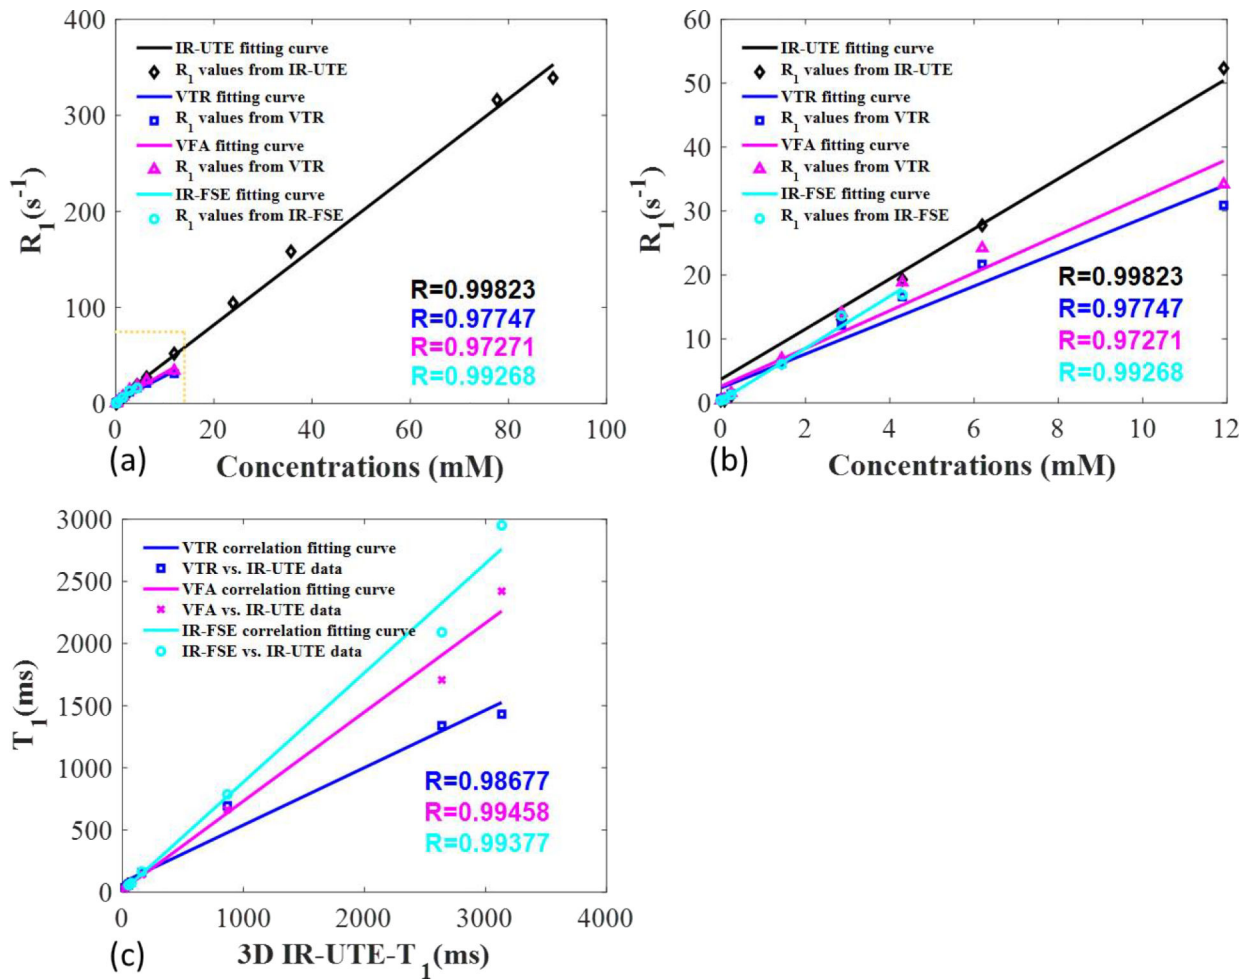 400
300
200
100
0
R1(s-1)
IR-UTE fitting curve
R1 values from IR-UTE
VTR fitting curve
R1 values from VTR
VFA fitting curve
R1 values from VTR
IR-FSE fitting curve
R1 values from IR-FSE
R=0.99823
R=0.97747
R=0.97271
R=0.99268
0 20 40 60 80 100
(a) Concentrations (mM)
60
50
40
30
20
10
0
R1(s-1)
IR-UTE fitting curve
R1 values from IR-UTE
VTR fitting curve
R1 values from VTR
VFA fitting curve
R1 values from VTR
IR-FSE fitting curve
R1 values from IR-FSE
R=0.99823
R=0.97747
R=0.97271
R=0.99268
0 2 4 6 8 10 12
(b) Concentrations (mM)
3000
2500
2000
1500
1000
500
0
T1(ms)
VTR correlation fitting curve
VTR vs. IR-UTE data
VFA correlation fitting curve
VFA vs. IR-UTE data
IR-FSE correlation fitting curve
IR-FSE vs. IR-UTE data
R=0.98677
R=0.99458
R=0.99377
0 1000 2000 3000 4000
(c) 3D IR-UTE-T1(ms)